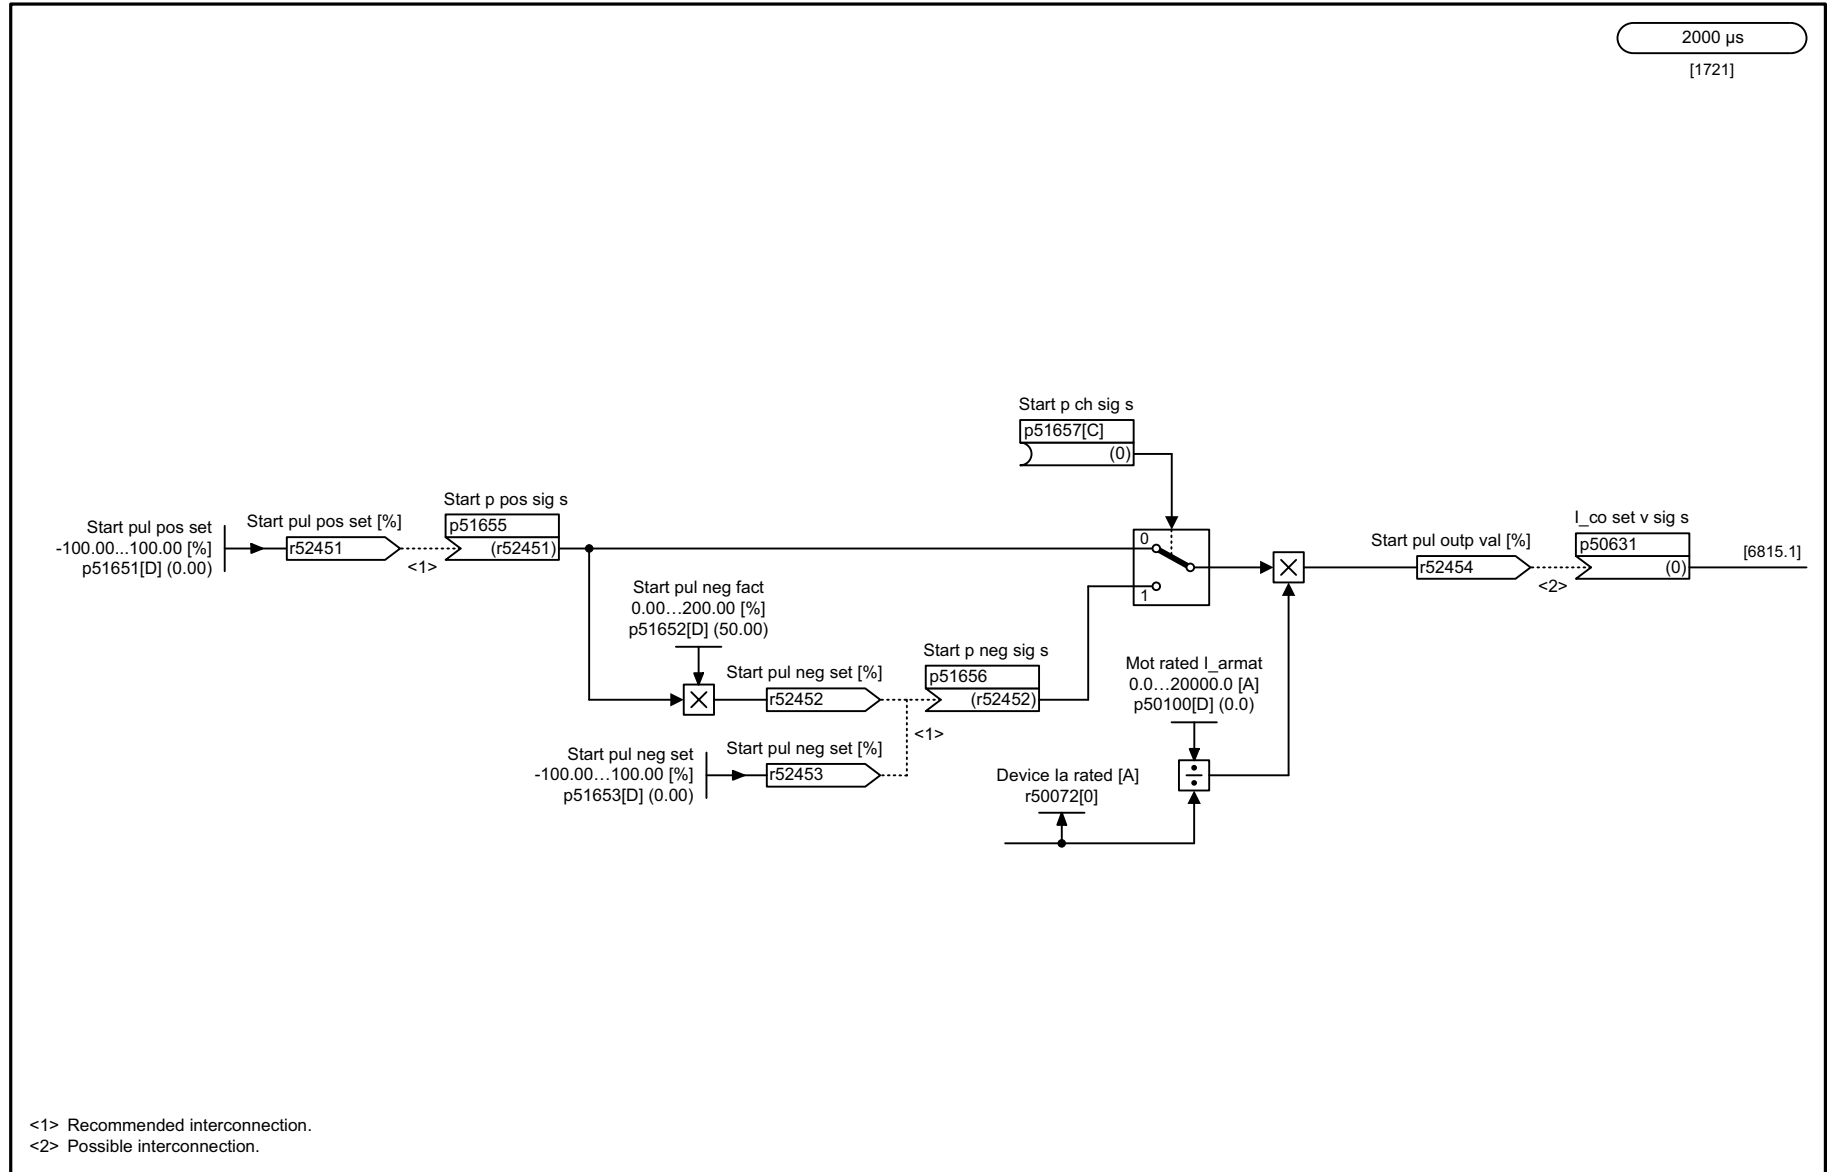 2000 µs
[1721]
Start p ch sig s
p51657[C]
(0)
Start pul pos set
-100.00...100.00 [%]
p51651[D] (0.00)
Start pul pos set [%]
r52451
<1>
Start p pos sig s
p51655
(r52451)
0
1
Start pul outp val [%]
r52454
<2>
I_co set v sig s
p50631
(0)
[6815.1]
Start pul neg fact
0.00...200.00 [%]
p51652[D] (50.00)
Start pul neg set [%]
r52452
Start p neg sig s
p51656
(r52452)
<1>
Start pul neg set
-100.00...100.00 [%]
p51653[D] (0.00)
Start pul neg set [%]
r52453
Mot rated I_armat
0.0...20000.0 [A]
p50100[D] (0.0)
Device Ia rated [A]
r50072[0]
<1> Recommended interconnection.
<2> Possible interconnection.